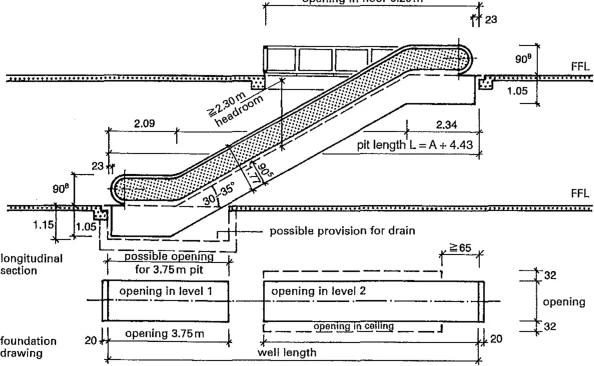 opening in floor
23
90⁸
FFL
1.05
≧2.30 m
headroom
2.09
2.34
pit length L = A + 4.43
23
90⁵
1.77
90⁸
30–35°
FFL
1.15
1.05
possible provision for drain
longitudinal
section
possible opening
for 3.75 m pit
≧65
32
opening in level 1
opening in level 2
opening
opening in ceiling
32
foundation
drawing
20
opening 3.75 m
well length
20